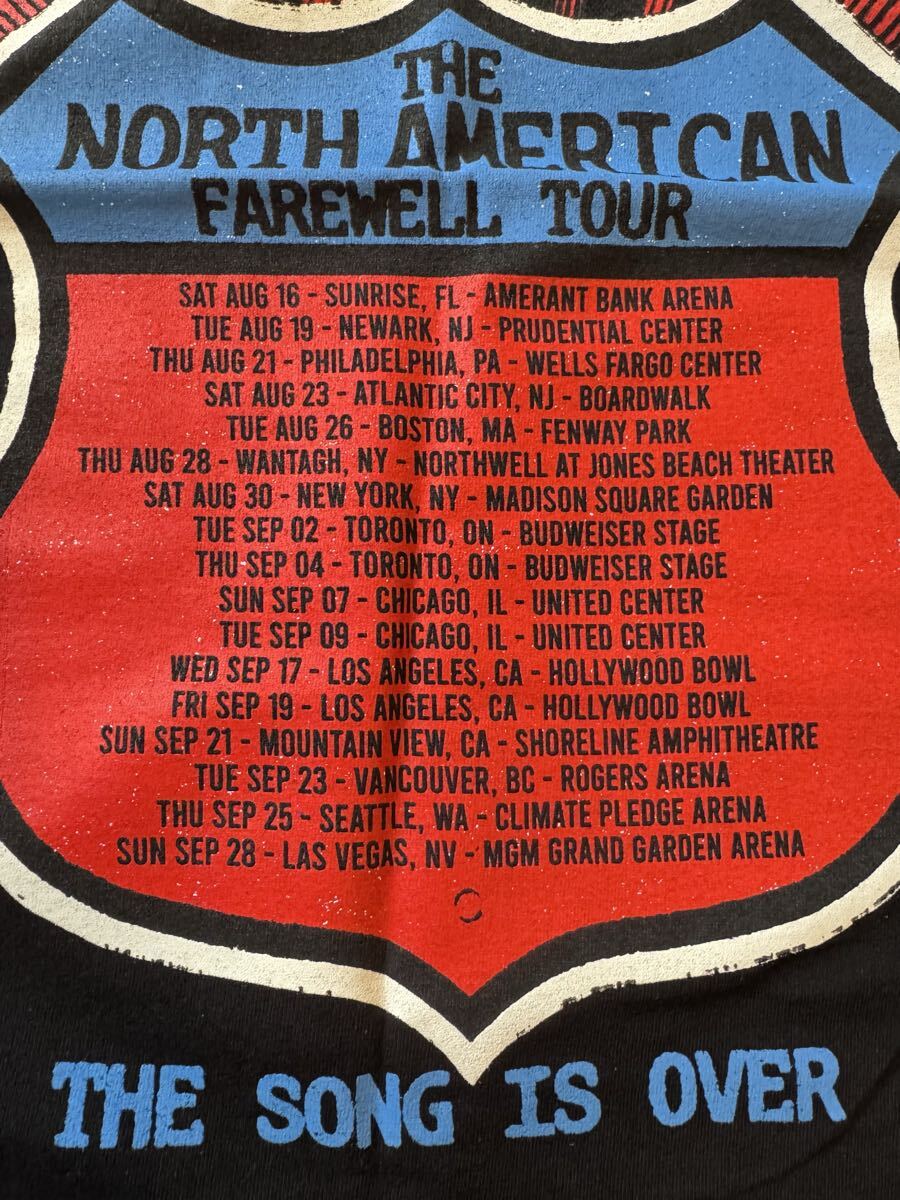 THE
NORTH AMERICAN
FAREWELL TOUR
SAT AUG 16 - SUNRISE, FL - AMERANT BANK ARENA
TUE AUG 19 - NEWARK, NJ - PRUDENTIAL CENTER
THU AUG 21 - PHILADELPHIA, PA - WELLS FARGO CENTER
SAT AUG 23 - ATLANTIC CITY, NJ - BOARDWALK
TUE AUG 26 - BOSTON, MA - FENWAY PARK
THU AUG 28 - WANTAGH, NY - NORTHWELL AT JONES BEACH THEATER
SAT AUG 30 - NEW YORK, NY - MADISON SQUARE GARDEN
TUE SEP 02 - TORONTO, ON - BUDWEISER STAGE
THU SEP 04 - TORONTO, ON - BUDWEISER STAGE
SUN SEP 07 - CHICAGO, IL - UNITED CENTER
TUE SEP 09 - CHICAGO, IL - UNITED CENTER
WED SEP 17 - LOS ANGELES, CA - HOLLYWOOD BOWL
FRI SEP 19 - LOS ANGELES, CA - HOLLYWOOD BOWL
SUN SEP 21 - MOUNTAIN VIEW, CA - SHORELINE AMPHITHEATRE
TUE SEP 23 - VANCOUVER, BC - ROGERS ARENA
THU SEP 25 - SEATTLE, WA - CLIMATE PLEDGE ARENA
SUN SEP 28 - LAS VEGAS, NV - MGM GRAND GARDEN ARENA
THE SONG IS OVER